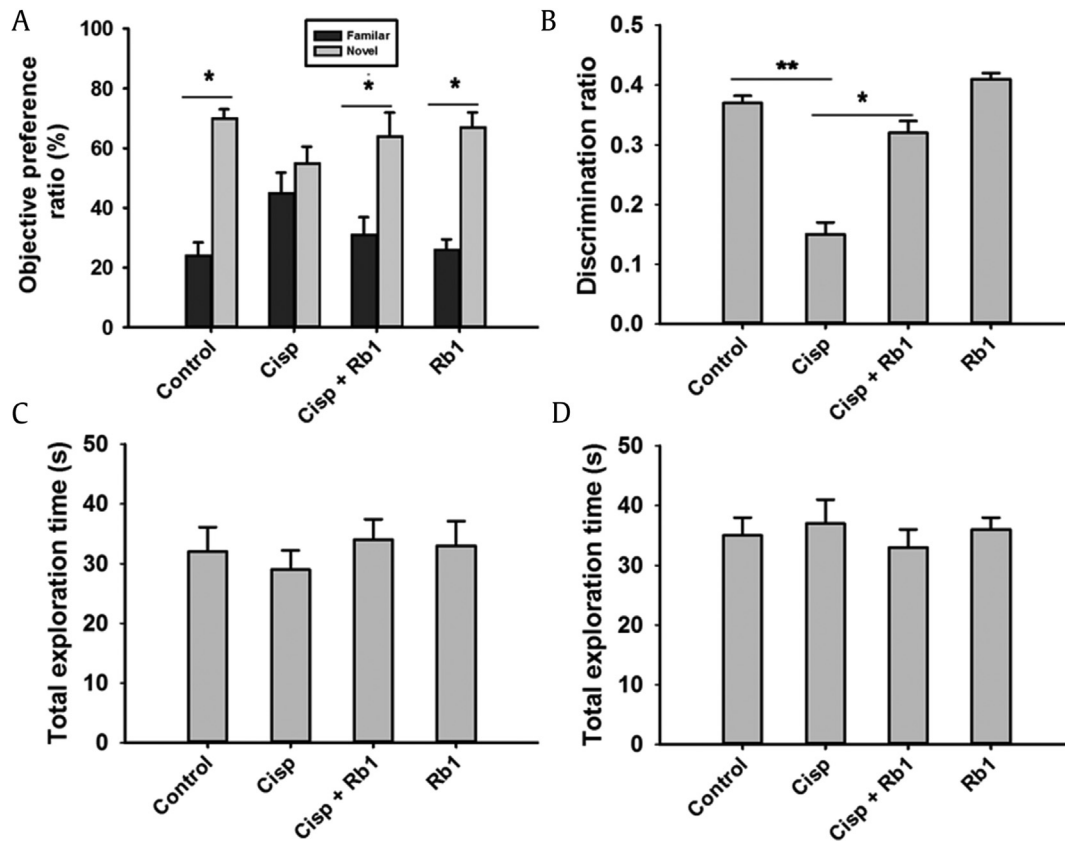 A
Objective preference
ratio (%)
100
80
60
40
20
0
Familar
Novel
*
*
*
Control
Cisp
Cisp + Rb1
Rb1
B
Discrimination ratio
0.5
0.4
0.3
0.2
0.1
0.0
**
*
Control
Cisp
Cisp + Rb1
Rb1
C
Total exploration time (s)
50
40
30
20
10
0
Control
Cisp
Cisp + Rb1
Rb1
D
Total exploration time (s)
50
40
30
20
10
0
Control
Cisp
Cisp + Rb1
Rb1